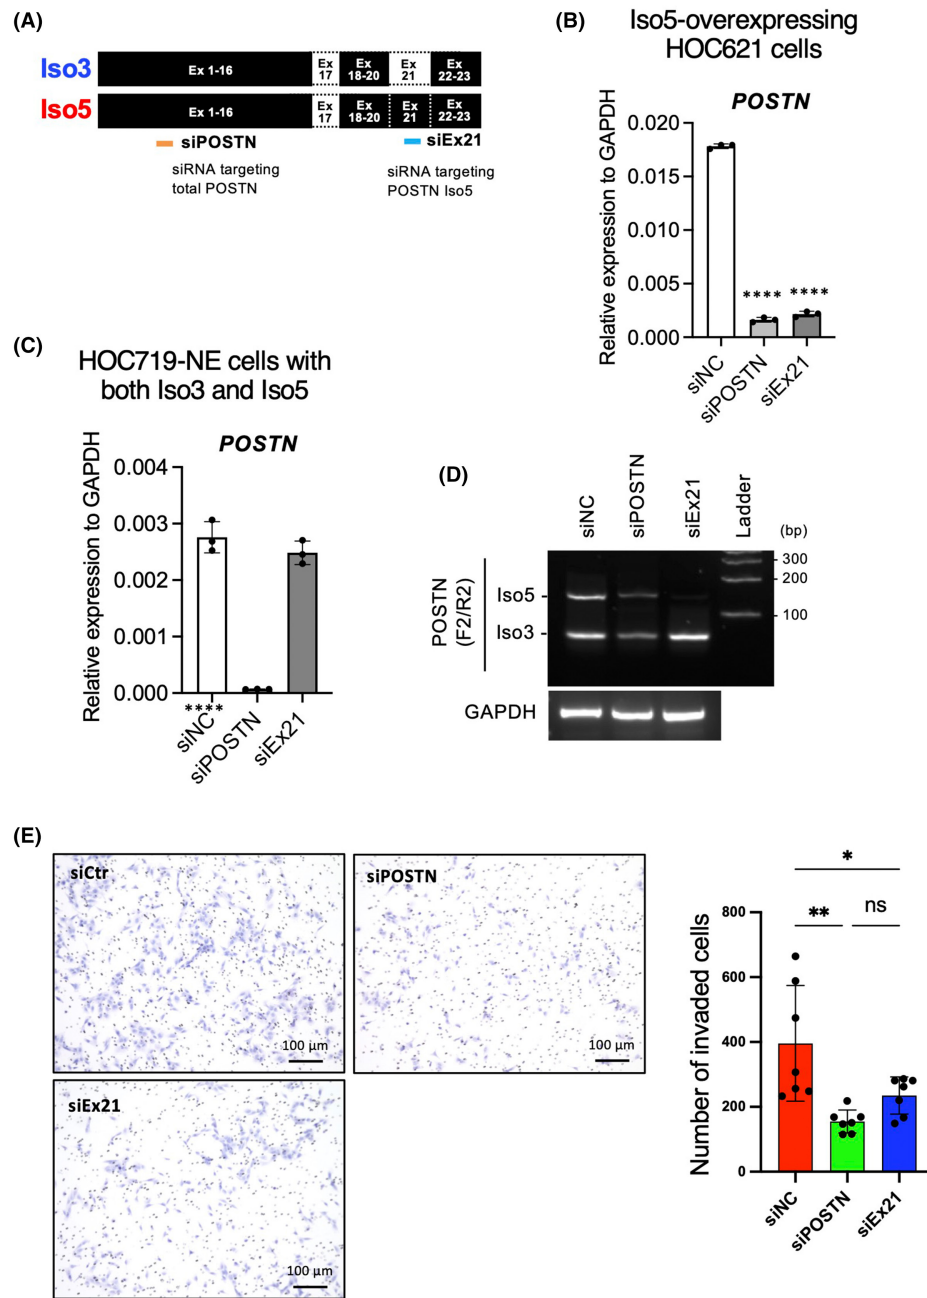 (A)
Iso3
Ex 1-16
Ex
17
Ex
18-20
Ex
21
Ex
22-23
Iso5
Ex 1-16
Ex
17
Ex
18-20
Ex
21
Ex
22-23
siPOSTN
siRNA targeting
total POSTN
siEx21
siRNA targeting
POSTN Iso5
(B)
Iso5-overexpressing
HOC621 cells
POSTN
Relative expression to GAPDH
0.020
0.015
0.010
0.005
0.000
****
****
siNC
siPOSTN
siEx21
(C)
HOC719-NE cells with
both Iso3 and Iso5
POSTN
Relative expression to GAPDH
0.004
0.003
0.002
0.001
0.000
****
siNC
siPOSTN
siEx21
(D)
siNC
siPOSTN
siEx21
Ladder
(bp)
POSTN
(F2/R2)
Iso5 -
Iso3 -
- 300
- 200
- 100
GAPDH
(E)
siCtr
100 μm
siPOSTN
100 μm
siEx21
100 μm
*
**
ns
Number of invaded cells
800
600
400
200
0
siNC
siPOSTN
siEx21